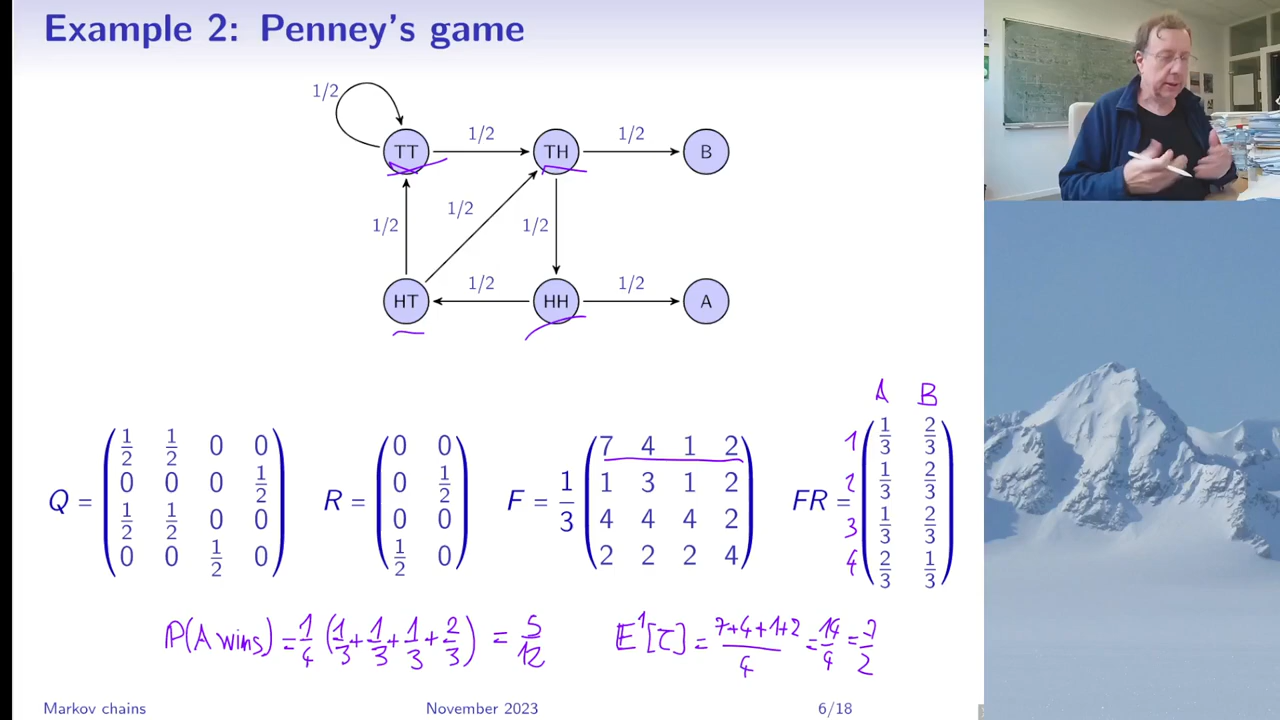 Example 2: Penney's game
1/2
TT 1/2 TH 1/2 B
1/2 1/2 1/2
HT 1/2 HH 1/2 A
A B
Q = ( 1/2 1/2 0 0 R = ( 0 0 F = 1/3 ( 7 4 1 2 FR = 1 ( 1/3 2/3
0 0 0 1/2 0 1/2 1 3 1 2 2 1/3 2/3
1/2 1/2 0 0 0 0 4 4 4 2 3 1/3 2/3
0 0 1/2 0 ) 1/2 0 ) 2 2 2 4 ) 4 2/3 1/3 )
P(A wins) = 1/4 (1/3 + 1/3 + 1/3 + 2/3) = 5/12 E¹[τ] = 7+4+1+2/4 = 14/4 = 7/2
Markov chains November 2023 6/18